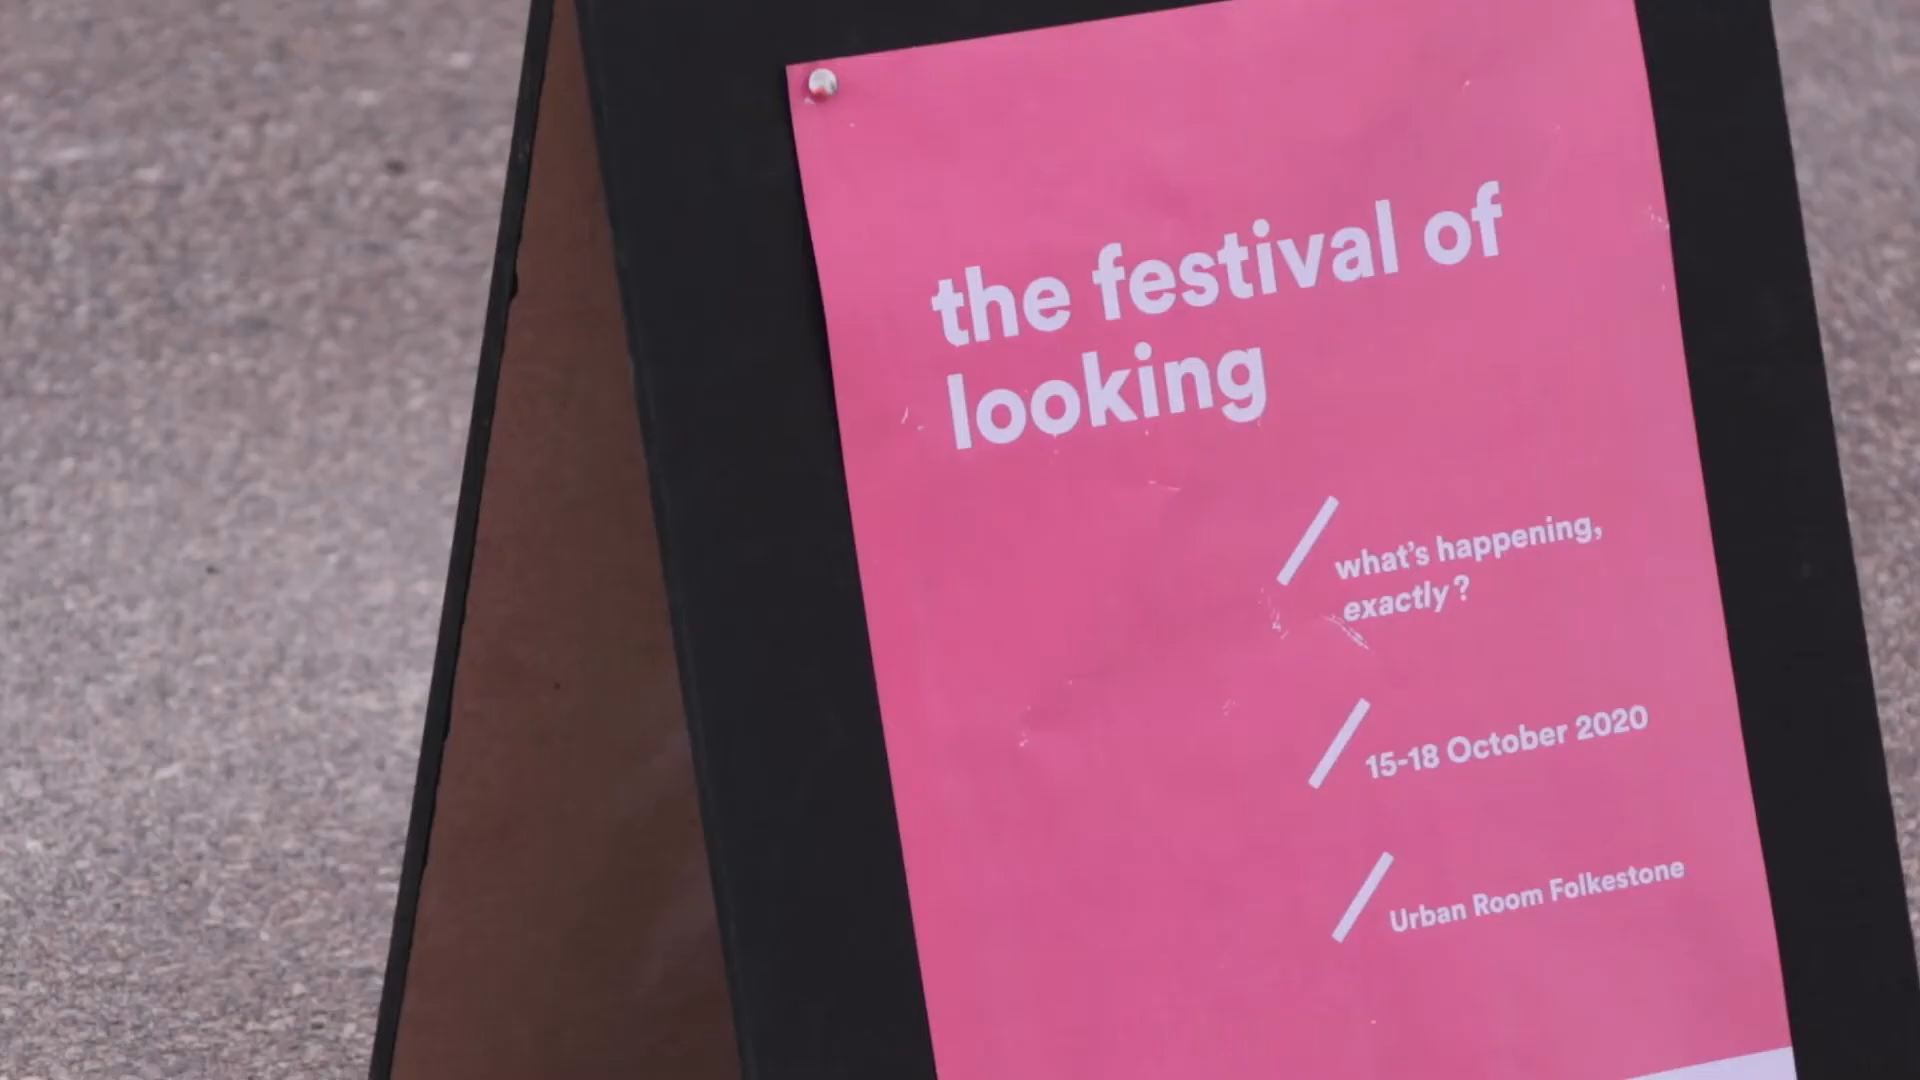 the festival of
looking
what's happening,
exactly?
15-18 October 2020
Urban Room Folkestone